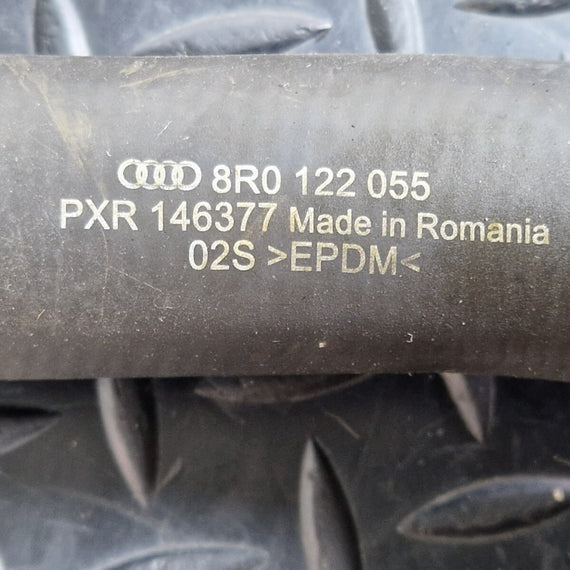 8R0 122 055
PXR 146377 Made in Romania
02S >EPDM<